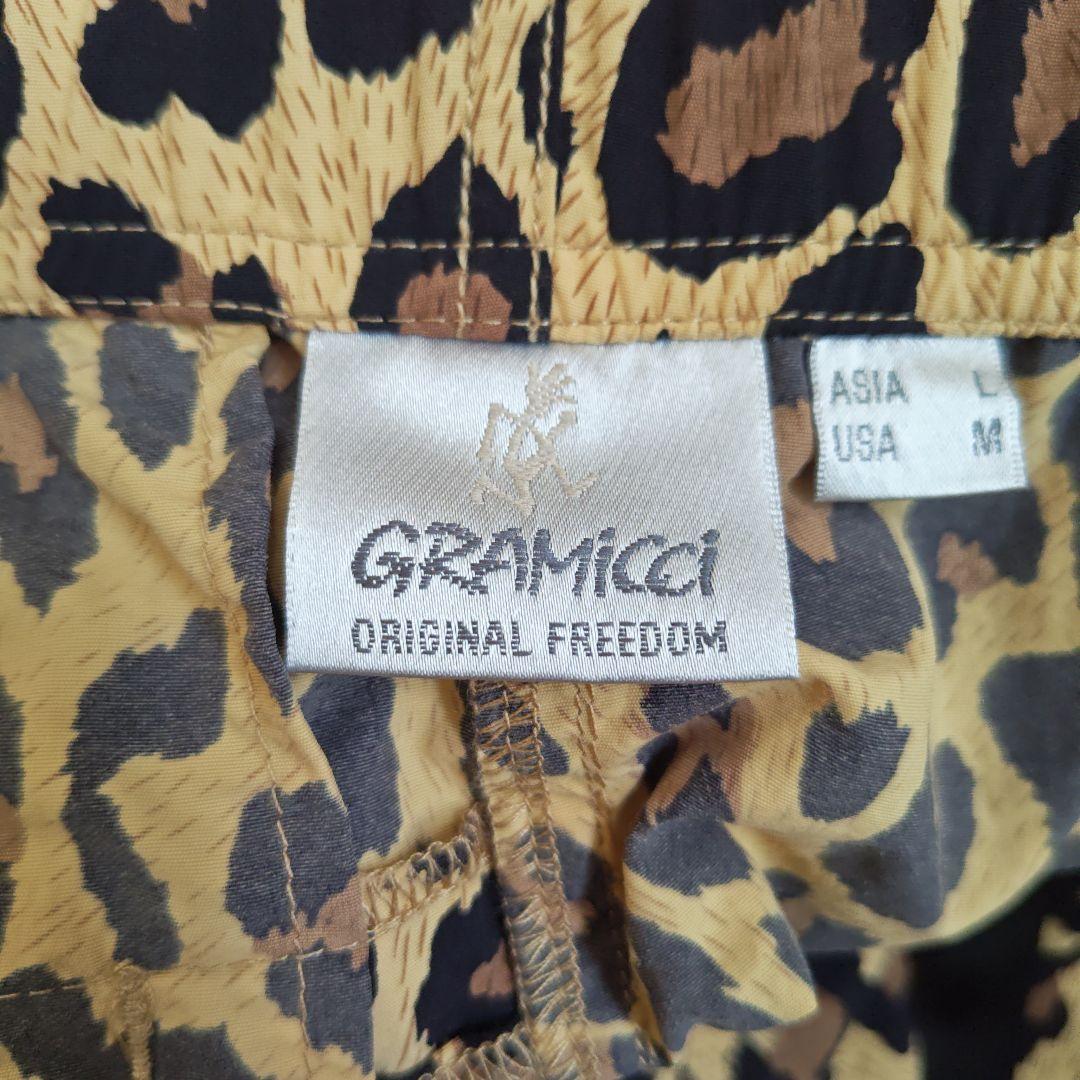 GRAMiCCi
ORIGINAL FREEDOM
ASIA L
USA M